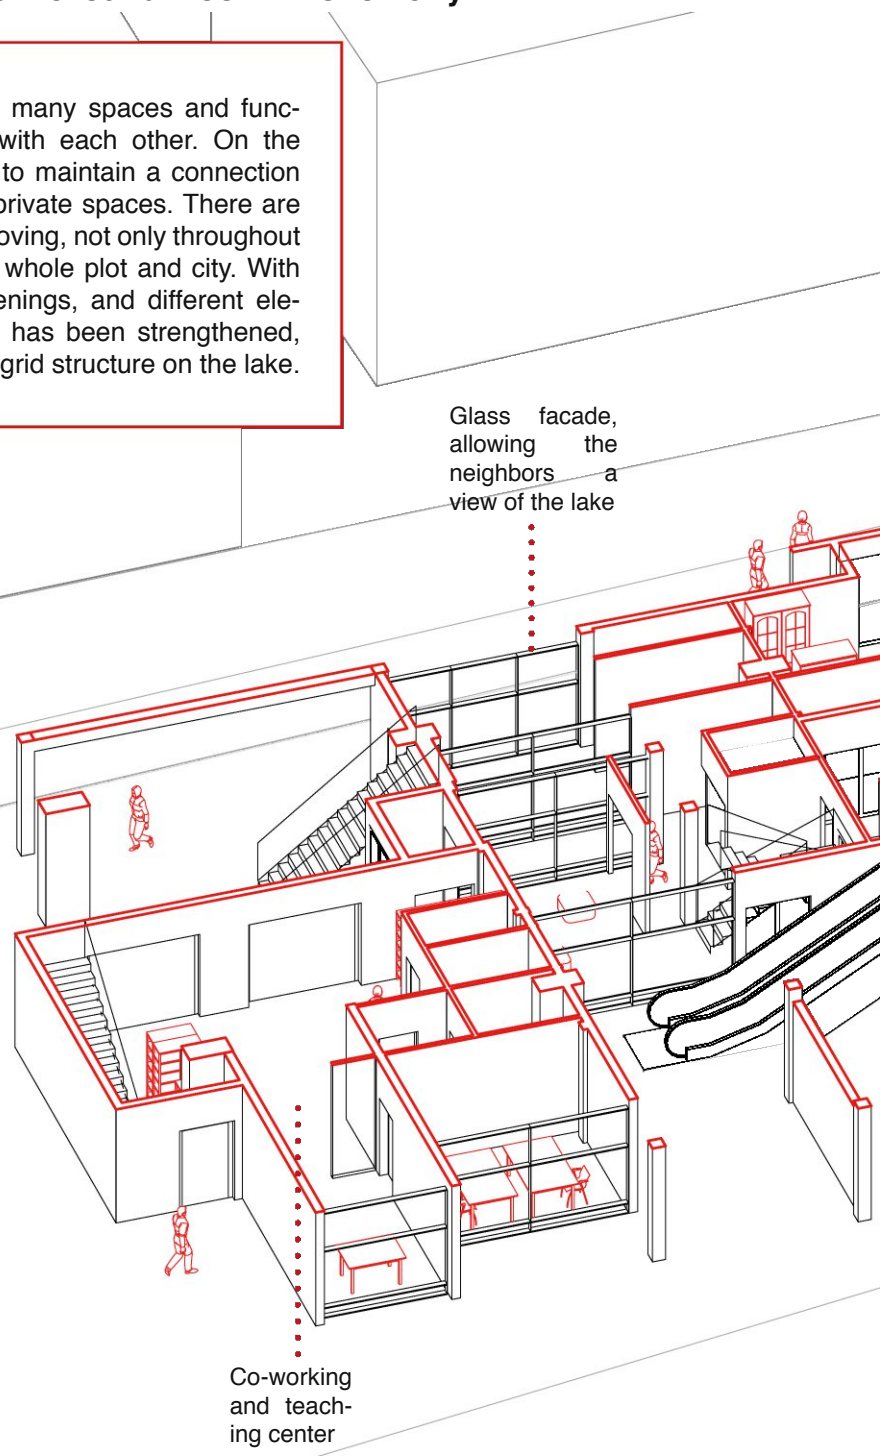 many spaces and func-
with each other. On the
to maintain a connection
private spaces. There are
not only throughout
whole plot and city. With
and different ele-
has been strengthened,
grid structure on the lake.
Glass facade,
allowing the
neighbors a
view of the lake
Co-working
and teach-
ing center